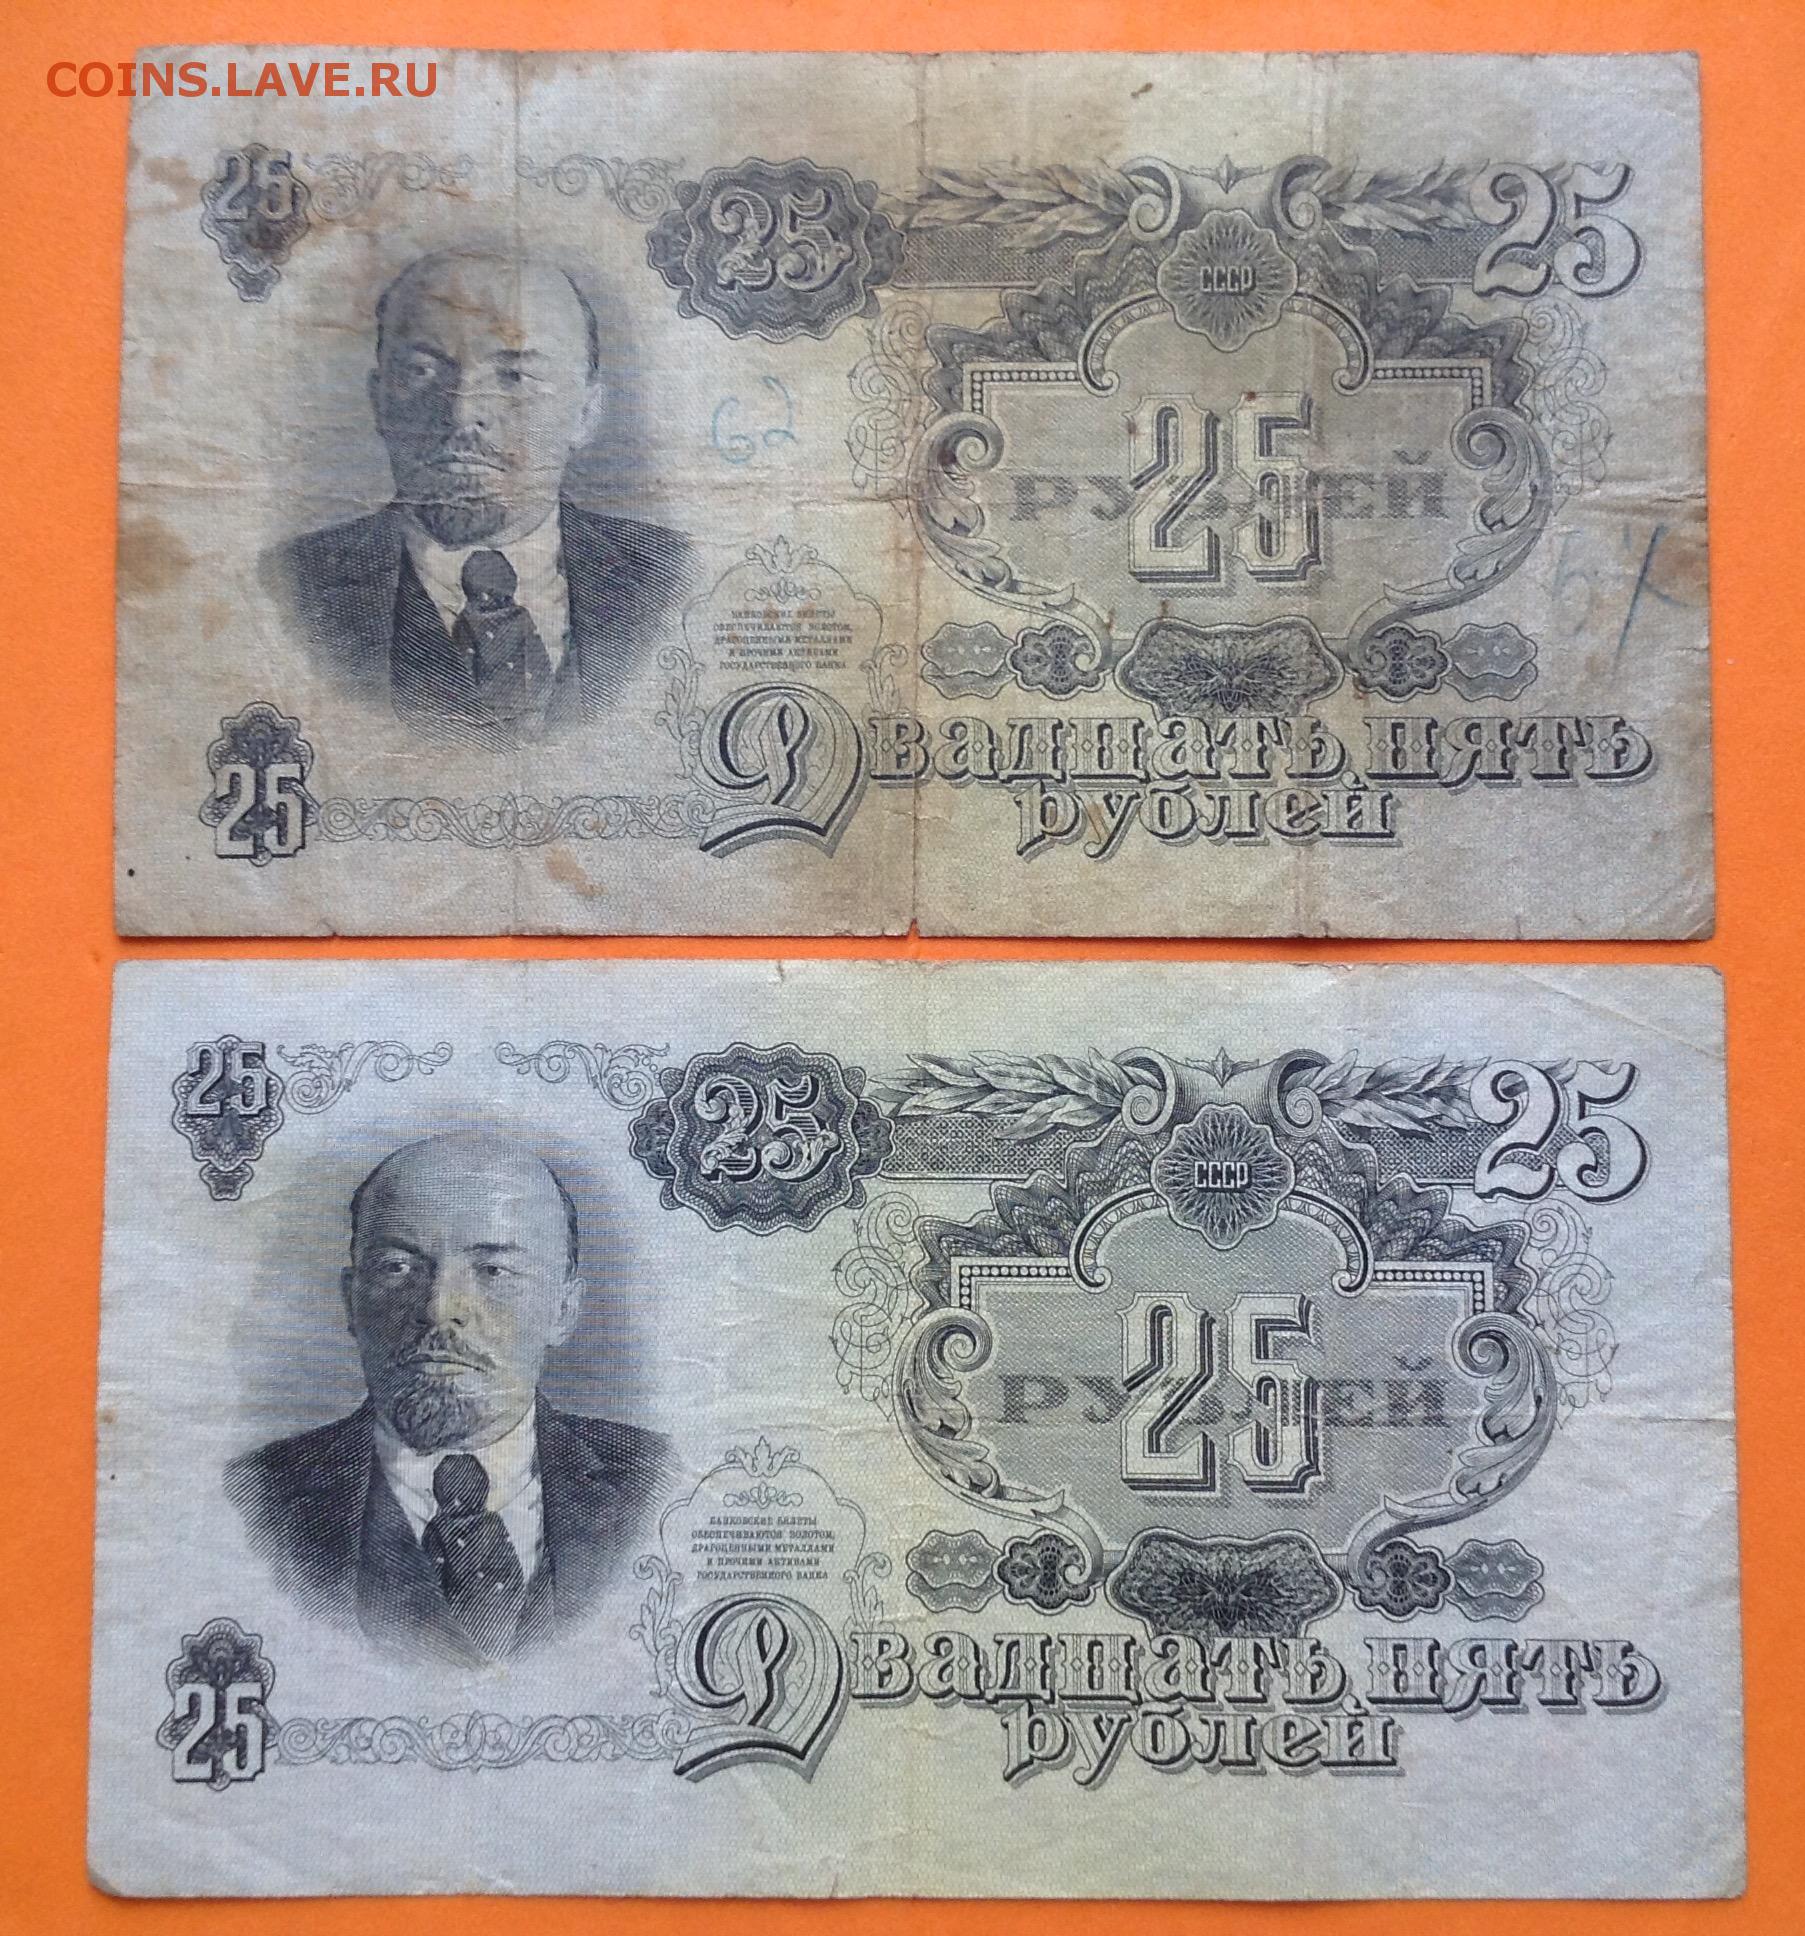 COINS.LAVE.RU
25
25
25
СССР
62
25
РУБЛЕЙ
БАНКОВСКИЕ БИЛЕТЫ
ОБЕСПЕЧИВАЮТСЯ ЗОЛОТОМ,
ДРАГОЦЕННЫМИ МЕТАЛЛАМИ
И ПРОЧИМИ АКТИВАМИ
ГОСУДАРСТВЕННОГО БАНКА
25
Двадцать пять
рублей
25
25
25
СССР
25
РУБЛЕЙ
БАНКОВСКИЕ БИЛЕТЫ
ОБЕСПЕЧИВАЮТСЯ ЗОЛОТОМ,
ДРАГОЦЕННЫМИ МЕТАЛЛАМИ
И ПРОЧИМИ АКТИВАМИ
ГОСУДАРСТВЕННОГО БАНКА
25
Двадцать пять
рублей